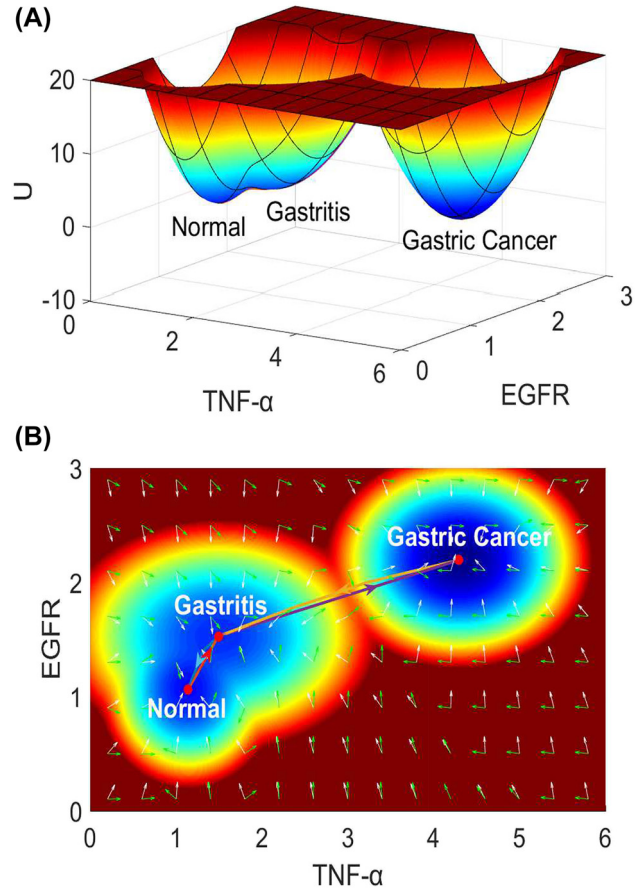 (A)
20
10
0
-10
U
Normal
Gastritis
Gastric Cancer
0
2
4
6
0
1
2
3
TNF-α
EGFR
(B)
3
2
1
0
EGFR
Gastric Cancer
Gastritis
Normal
0
1
2
3
4
5
6
TNF-α